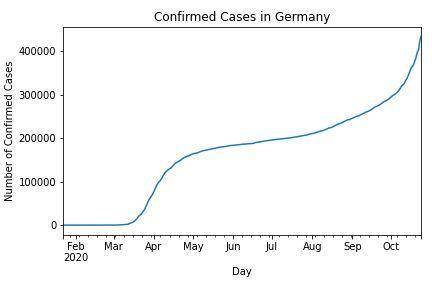 Confirmed Cases in Germany
Number of Confirmed Cases
400000
300000
200000
100000
0
Feb Mar Apr May Jun Jul Aug Sep Oct
2020
Day